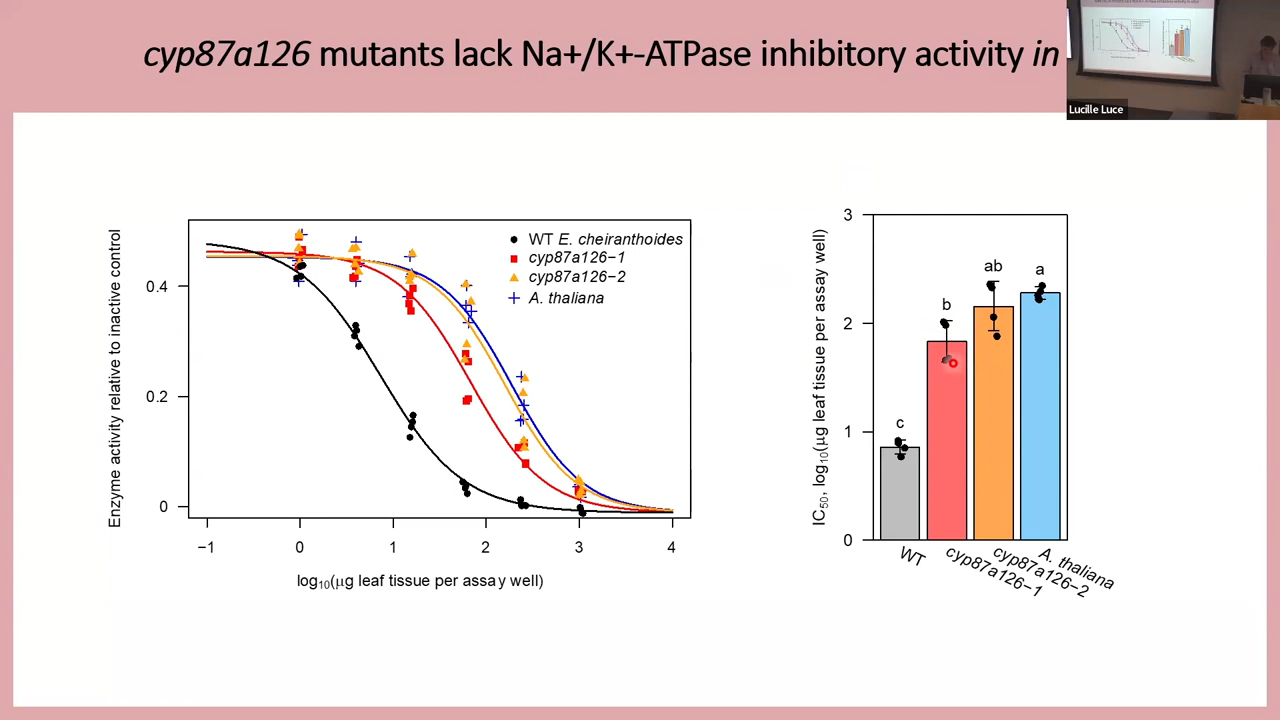 cyp87a126 mutants lack Na+/K+-ATPase inhibitory activity in
Lucille Luce
Enzyme activity relative to inactive control
0.4
0.2
0
WT E. cheiranthoides
cyp87a126−1
cyp87a126−2
A. thaliana
−1 0 1 2 3 4
log10(μg leaf tissue per assay well)
IC50, log10(μg leaf tissue per assay well)
3
2
1
0
c
b
ab
a
WT
cyp87a126−1
cyp87a126−2
A. thaliana